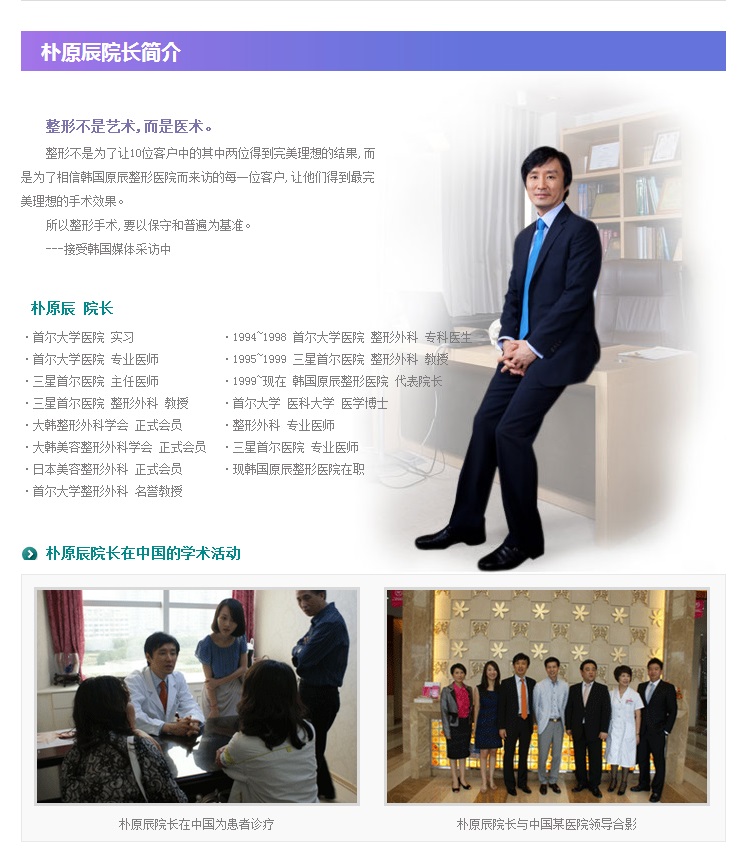 朴原辰院长简介
整形不是艺术,而是医术。
整形不是为了让10位客户中的其中两位得到完美理想的结果,而
是为了相信韩国原辰整形医院而来访的每一位客户,让他们得到最完
美理想的手术效果。
所以整形手术,要以保守和普遍为基准。
---接受韩国媒体采访中
朴原辰 院长
·首尔大学医院 实习
·首尔大学医院 专业医师
·三星首尔医院 主任医师
·三星首尔医院 整形外科 教授
·大韩整形外科学会 正式会员
·大韩美容整形外科学会 正式会员
·日本美容整形外科 正式会员
·首尔大学整形外科 名誉教授
·1994~1998 首尔大学医院 整形外科 专科医生
·1995~1999 三星首尔医院 整形外科 教授
·1999~现在 韩国原辰整形医院 代表院长
·首尔大学 医科大学 医学博士
·整形外科 专业医师
·三星首尔医院 专业医师
·现韩国原辰整形医院在职
朴原辰院长在中国的学术活动
朴原辰院长在中国为患者诊疗
朴原辰院长与中国某医院领导合影